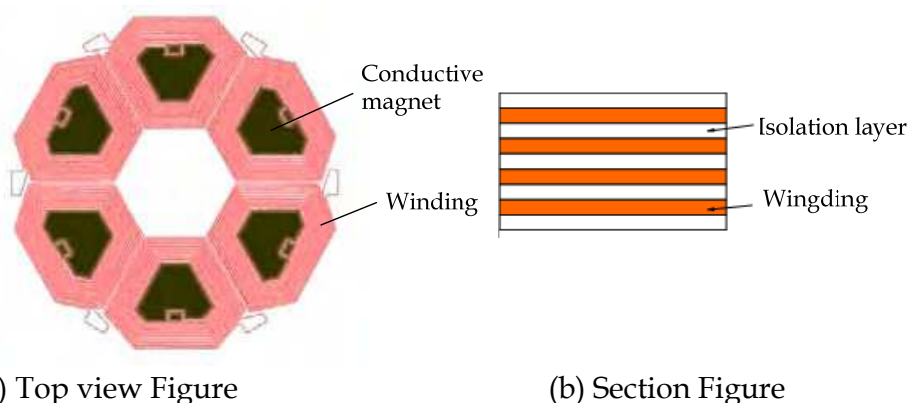 Conductive
magnet
Isolation layer
Winding
Wingding
) Top view Figure
(b) Section Figure